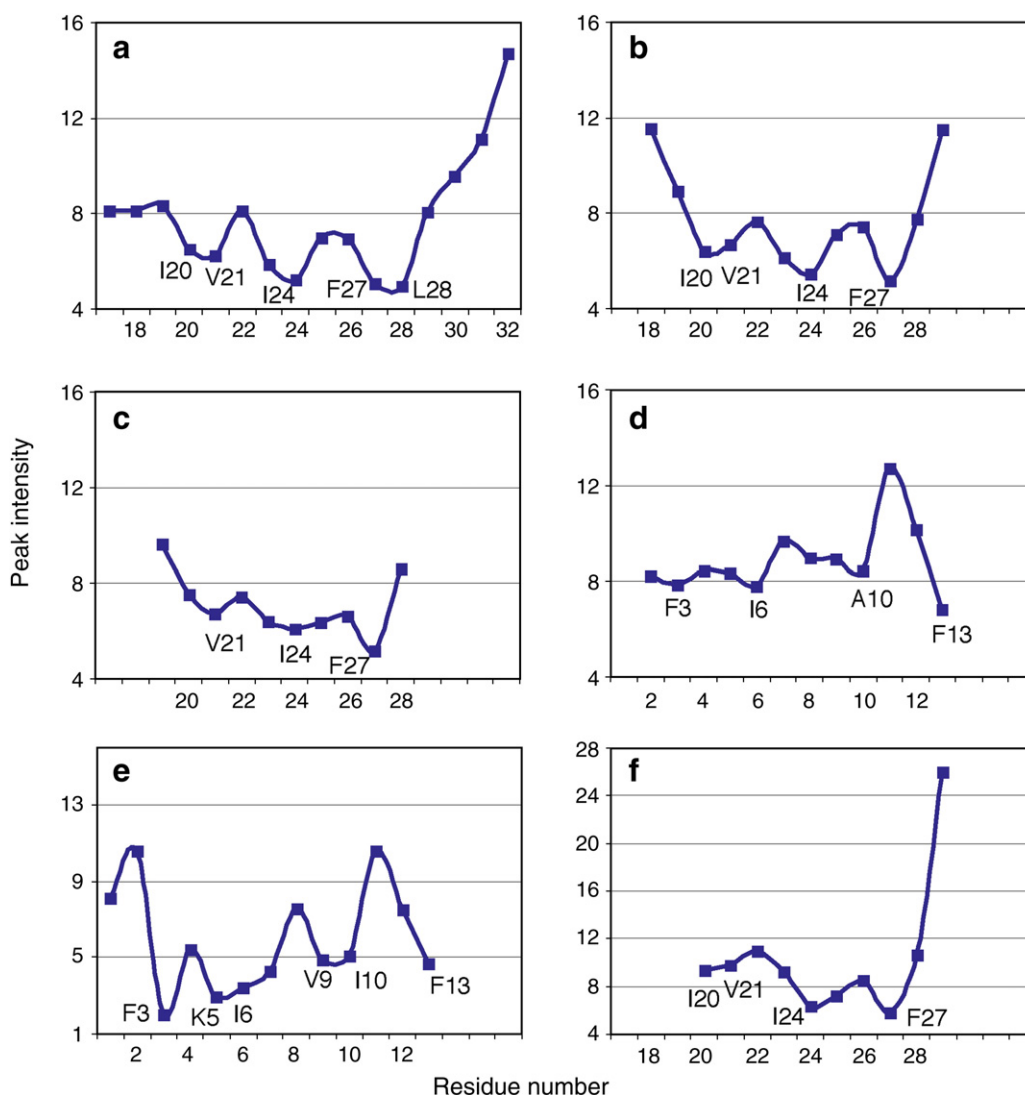 a
16
12
8
4
I20
V21
I24
F27
L28
18 20 22 24 26 28 30 32
b
16
12
8
4
I20
V21
I24
F27
18 20 22 24 26 28
c
16
12
8
4
V21
I24
F27
20 22 24 26 28
d
16
12
8
4
F3
I6
A10
F13
2 4 6 8 10 12
e
13
9
5
1
F3
K5
I6
V9
I10
F13
2 4 6 8 10 12
f
28
24
20
16
12
8
4
I20
V21
I24
F27
18 20 22 24 26 28
Peak intensity
Residue number